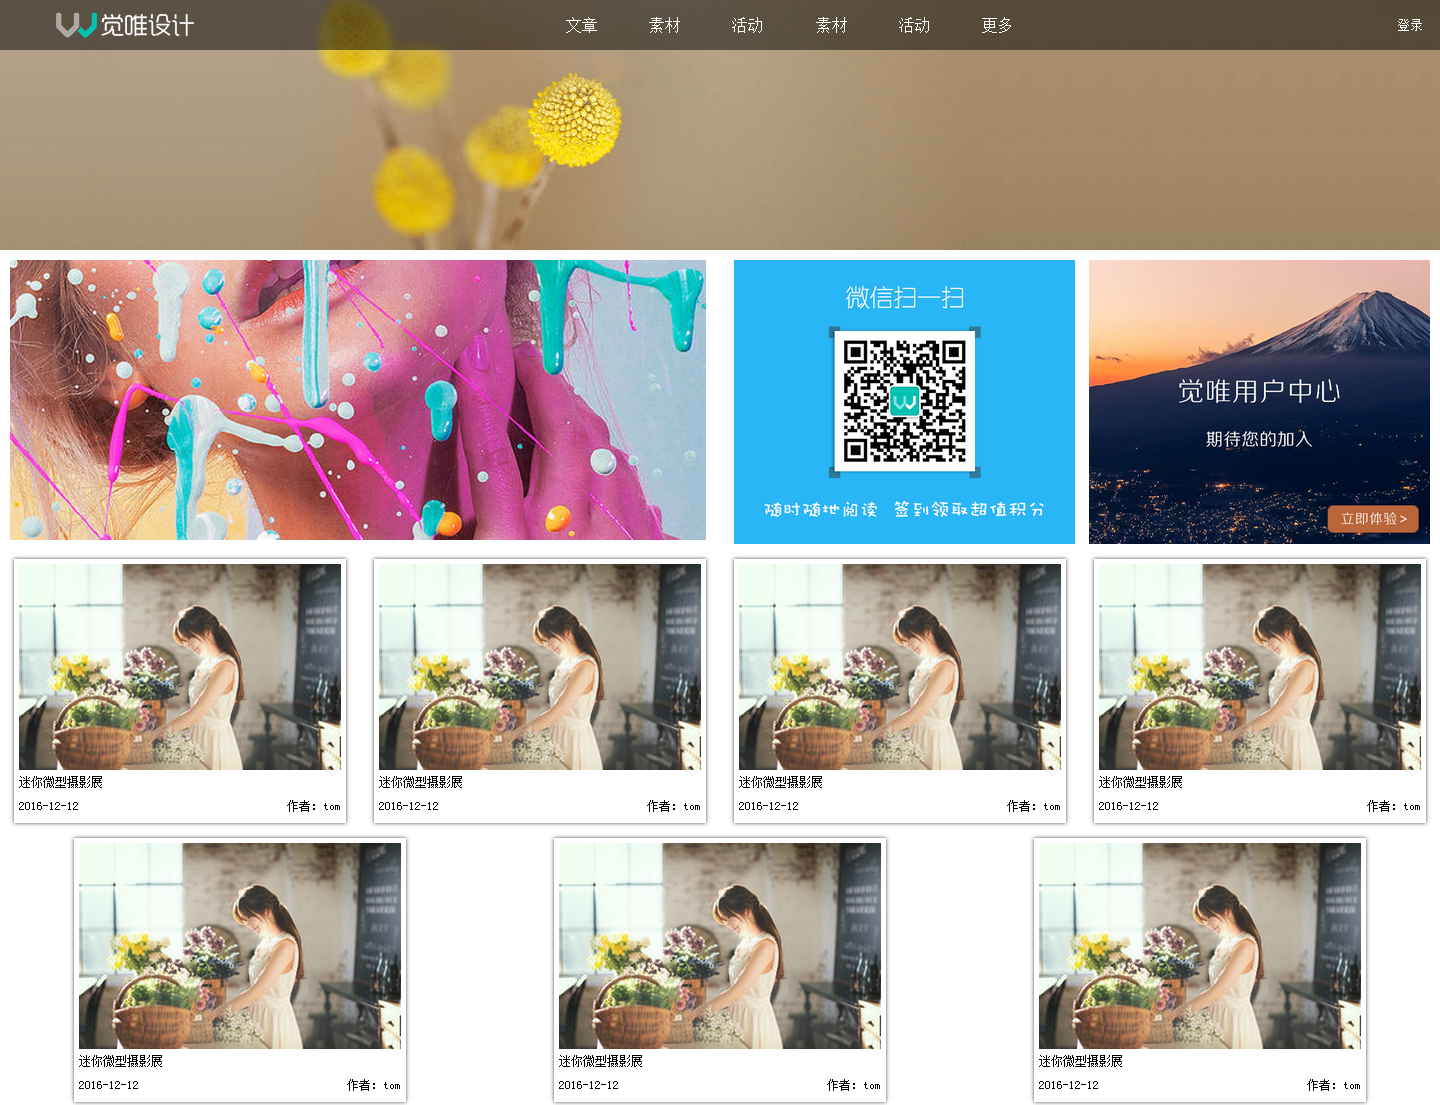 觉唯设计
文章 素材 活动 素材 活动 更多
登录
微信扫一扫
随时随地阅读 签到领取超值积分
觉唯用户中心
期待您的加入
立即体验>
迷你微型摄影展
2016-12-12 作者：tom
迷你微型摄影展
2016-12-12 作者：tom
迷你微型摄影展
2016-12-12 作者：tom
迷你微型摄影展
2016-12-12 作者：tom
迷你微型摄影展
2016-12-12 作者：tom
迷你微型摄影展
2016-12-12 作者：tom
迷你微型摄影展
2016-12-12 作者：tom